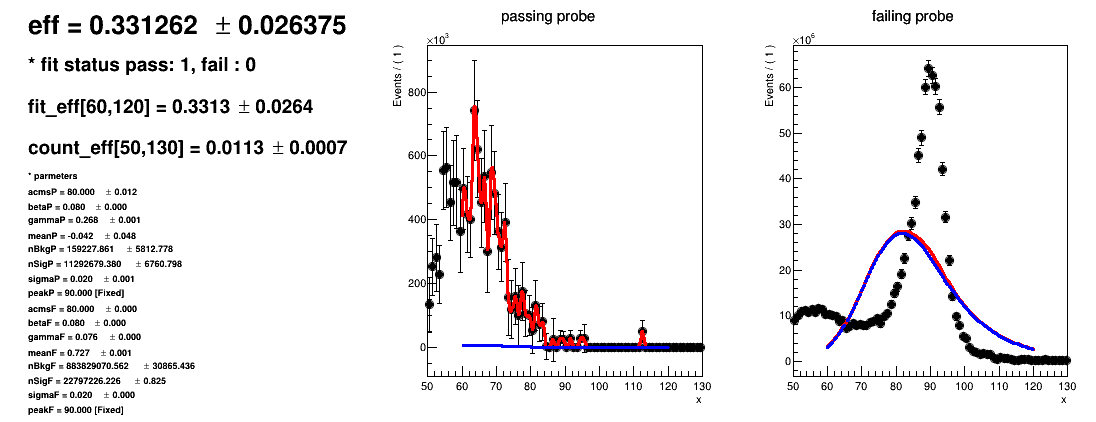 eff = 0.331262 ± 0.026375
* fit status pass: 1, fail : 0
fit_eff[60,120] = 0.3313 ± 0.0264
count_eff[50,130] = 0.0113 ± 0.0007
* parmeters
acmsP = 80.000 ± 0.012
betaP = 0.080 ± 0.000
gammaP = 0.268 ± 0.001
meanP = -0.042 ± 0.048
nBkgP = 159227.861 ± 5812.778
nSigP = 11292679.380 ± 6760.798
sigmaP = 0.020 ± 0.001
peakP = 90.000 [Fixed]
acmsF = 80.000 ± 0.000
betaF = 0.080 ± 0.000
gammaF = 0.076 ± 0.000
meanF = 0.727 ± 0.001
nBkgF = 883829070.562 ± 30865.436
nSigF = 22797226.226 ± 0.825
sigmaF = 0.020 ± 0.000
peakF = 90.000 [Fixed]
passing probe
×10³
Events / ( 1 )
800
600
400
200
0
50 60 70 80 90 100 110 120 130
x
failing probe
×10⁶
Events / ( 1 )
60
50
40
30
20
10
0
50 60 70 80 90 100 110 120 130
x